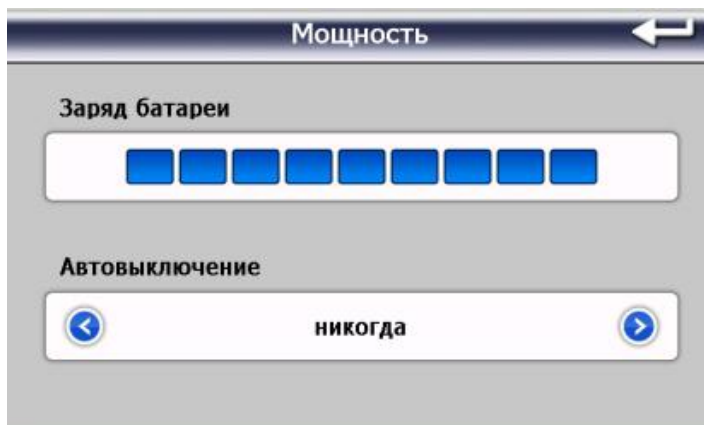 Мощность
Заряд батареи
Автовыключение
никогда